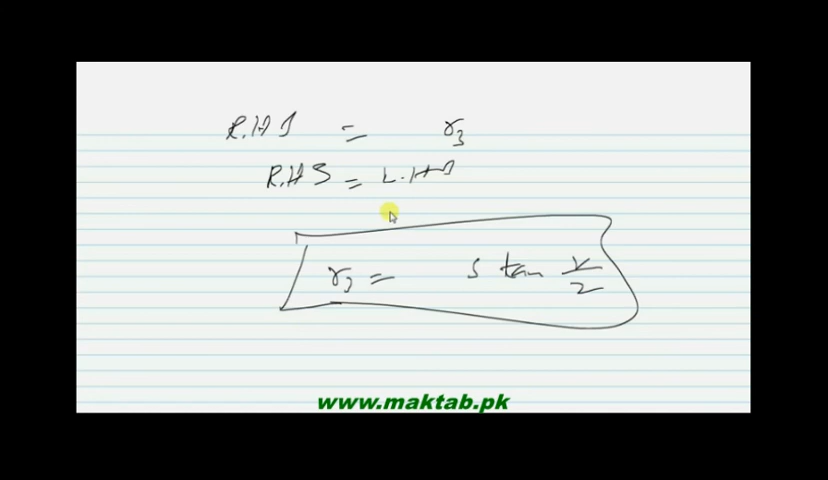 R.H.S = r₃
R.H.S = L.H.S
r₃ = s tan γ/2
www.maktab.pk